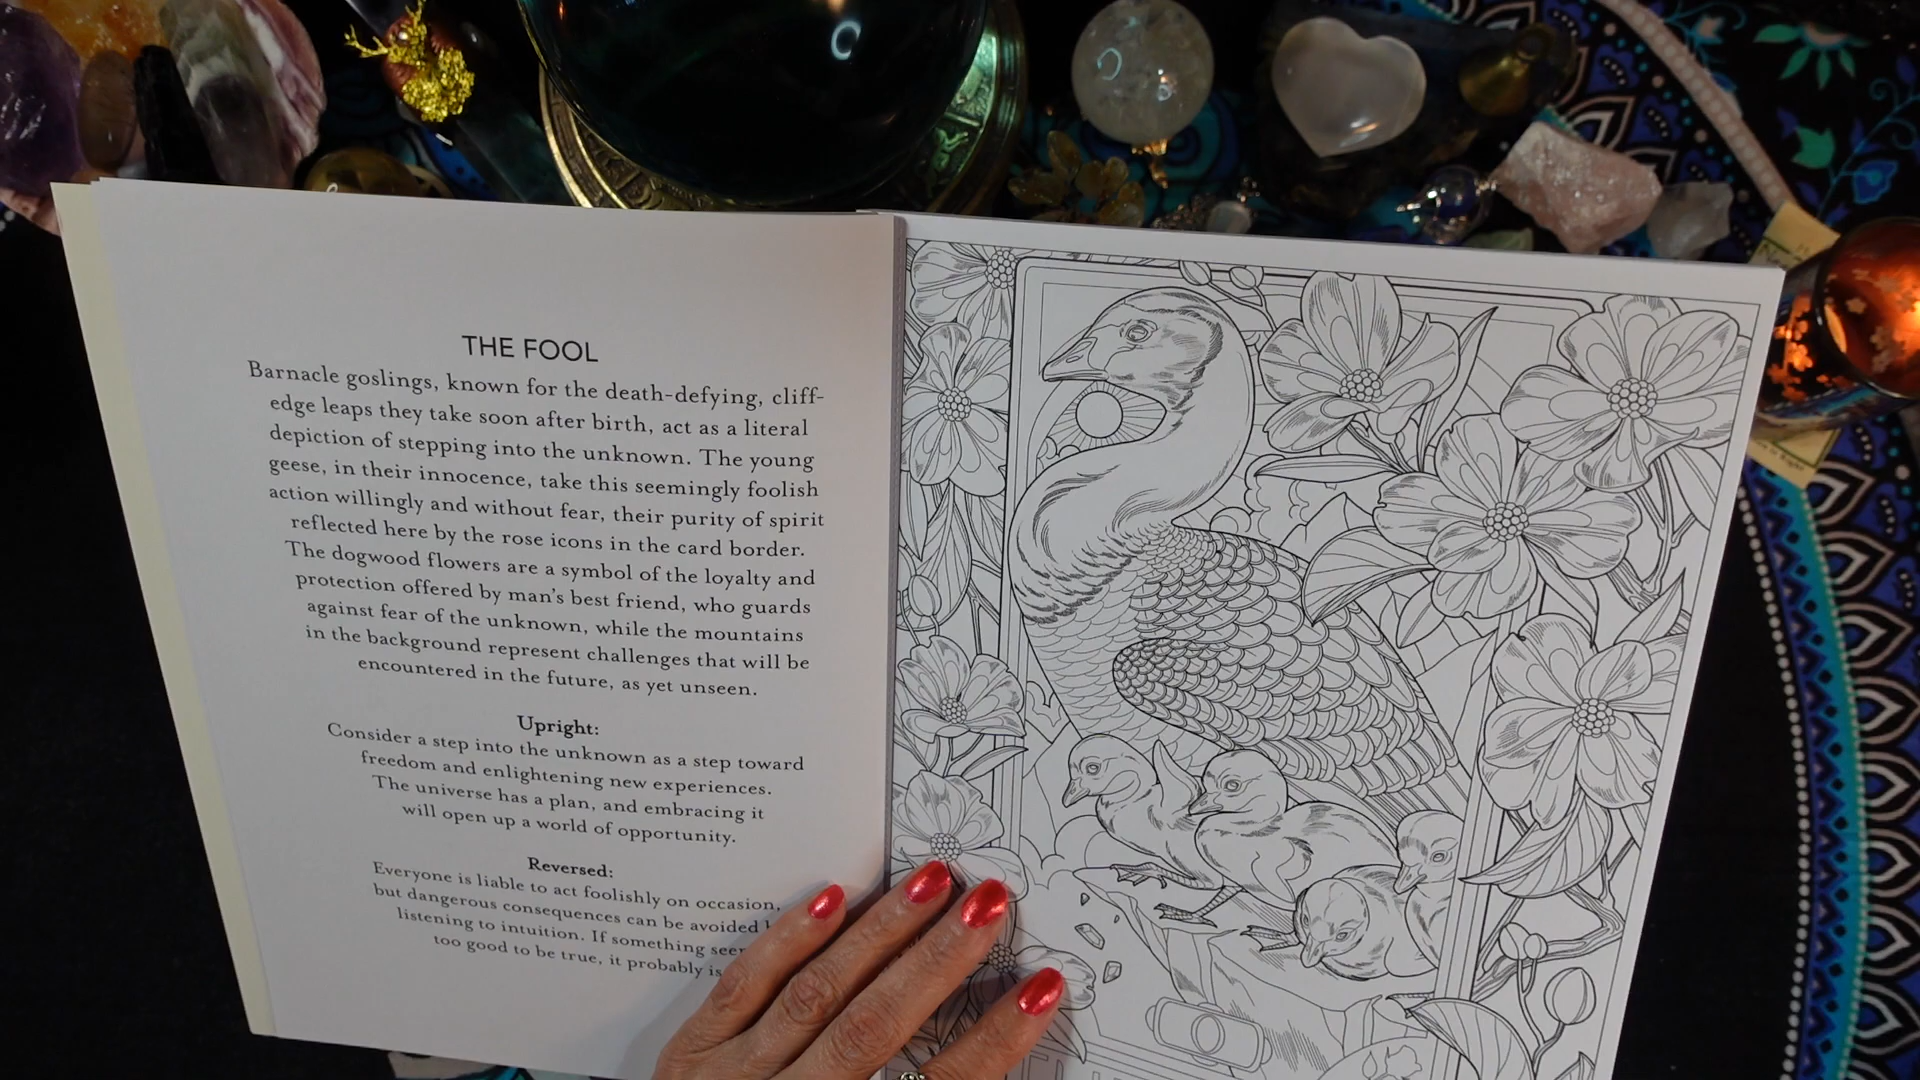 THE FOOL
Barnacle goslings, known for the death-defying, cliff-
edge leaps they take soon after birth, act as a literal
depiction of stepping into the unknown. The young
geese, in their innocence, take this seemingly foolish
action willingly and without fear, their purity of spirit
reflected here by the rose icons in the card border.
The dogwood flowers are a symbol of the loyalty and
protection offered by man's best friend, who guards
against fear of the unknown, while the mountains
in the background represent challenges that will be
encountered in the future, as yet unseen.
Upright:
Consider a step into the unknown as a step toward
freedom and enlightening new experiences.
The universe has a plan, and embracing it
will open up a world of opportunity.
Reversed:
Everyone is liable to act foolishly on occasion,
but dangerous consequences can be avoided
listening to intuition. If something
too good to be true, it probably is